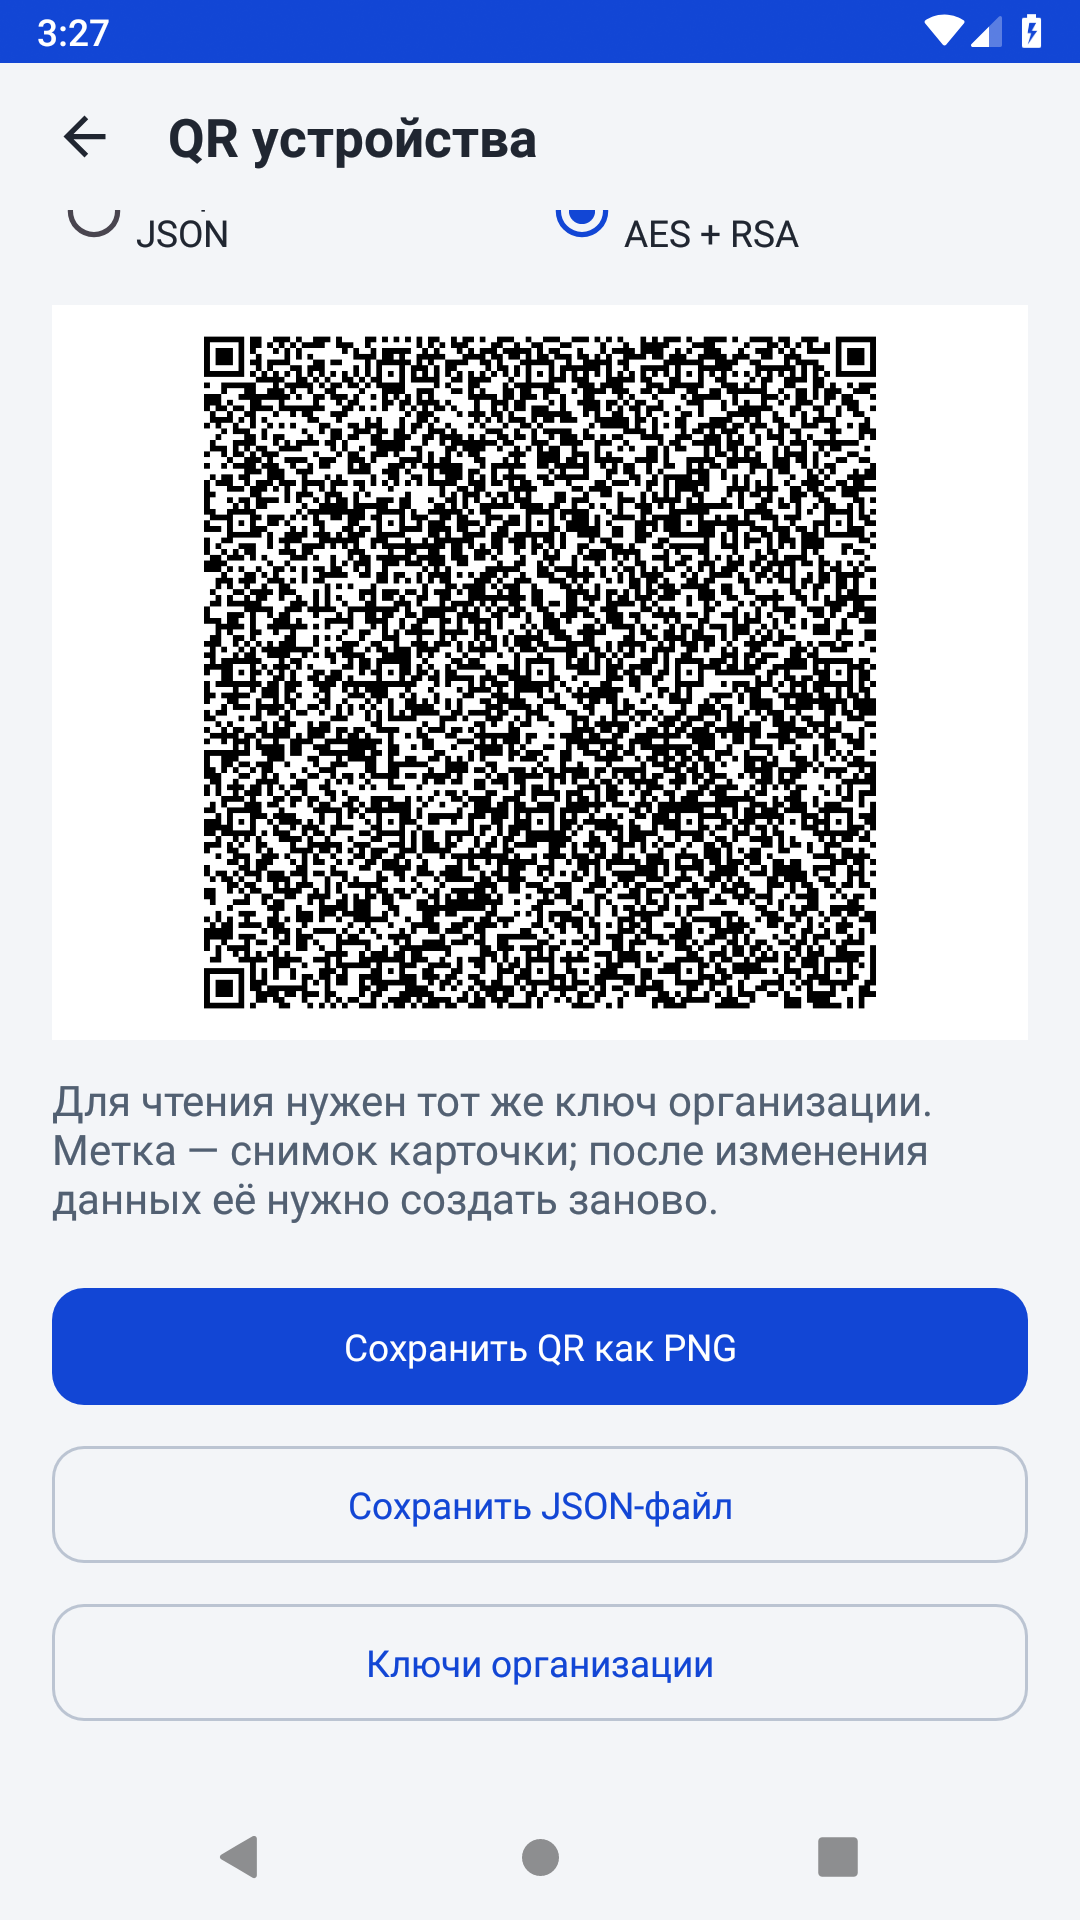 3:27
QR устройства
JSON
AES + RSA
Для чтения нужен тот же ключ организации.
Метка — снимок карточки; после изменения
данных её нужно создать заново.
Сохранить QR как PNG
Сохранить JSON-файл
Ключи организации